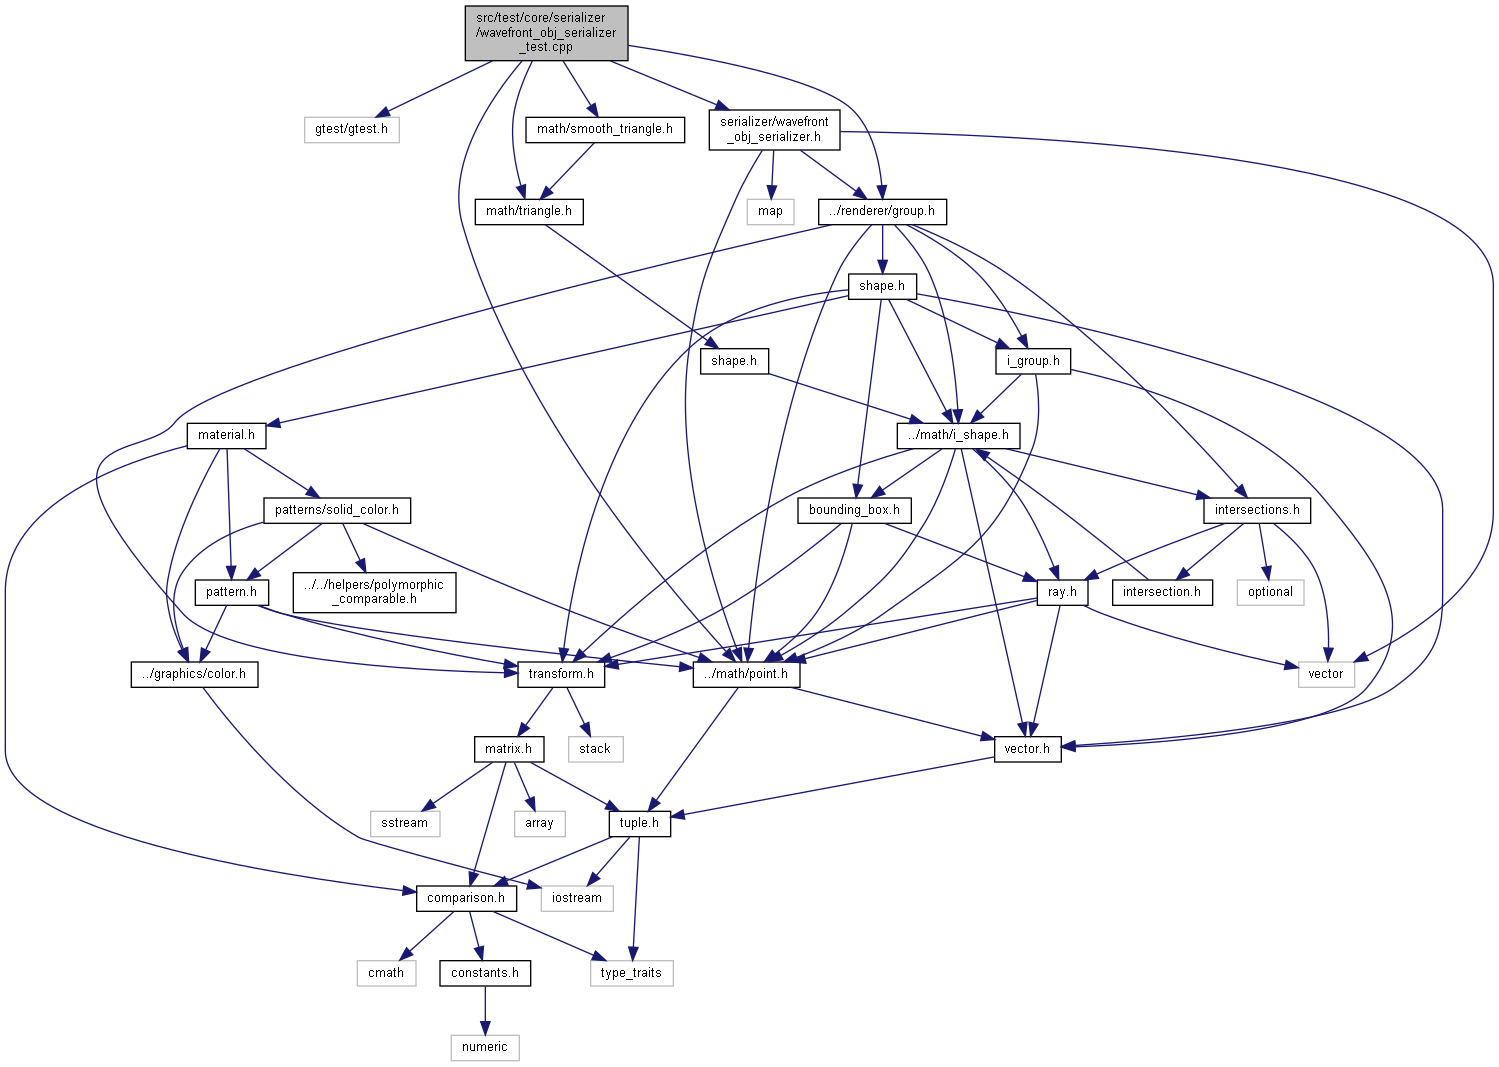 src/test/core/serializer
/wavefront_obj_serializer
_test.cpp
gtest/gtest.h
math/smooth_triangle.h
serializer/wavefront
_obj_serializer.h
math/triangle.h
map
../renderer/group.h
shape.h
shape.h
i_group.h
material.h
../math/i_shape.h
patterns/solid_color.h
bounding_box.h
intersections.h
pattern.h
../../helpers/polymorphic
_comparable.h
ray.h
intersection.h
optional
../graphics/color.h
transform.h
../math/point.h
vector
matrix.h
stack
vector.h
sstream
array
tuple.h
comparison.h
iostream
cmath
constants.h
type_traits
numeric